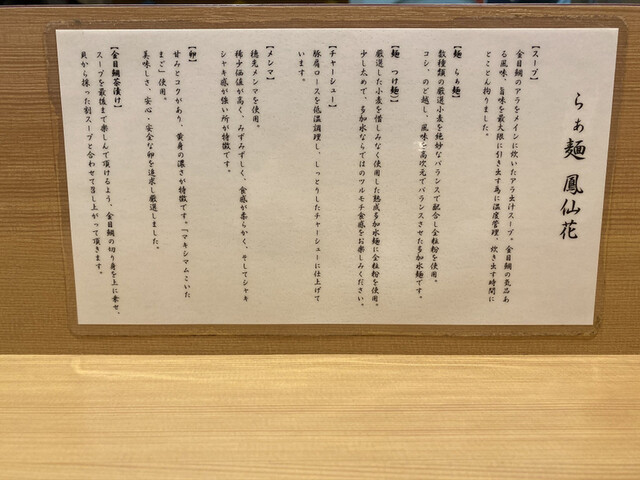 らぁ麺 鳳仙花
【スープ】
金目鯛のアラをメインに炊いたアラ出汁スープ。金目鯛の気品あ
る風味、旨味を最大限に引き出す為に温度管理、炊き出す時間に
とことん拘りました。
【麺 らぁ麺】
数種類の厳選小麦を絶妙なバランスで配合し全粒粉を使用。
コシ、のど越し、風味を高次元でバランスさせた多加水麺です。
【麺 つけ麺】
厳選した小麦を惜しみなく使用した熟成多加水麺に全粒粉を使用。
少し太めで、多加水ならではのツルモチ食感をお楽しみください。
【チャーシュー】
豚肩ロースを低温調理し、しっとりしたチャーシューに仕上げて
います。
【メンマ】
穂先メンマを使用。
稀少価値が高く、みずみずしく、食感が柔らかく、そしてシャキ
シャキ感が強い所が特徴です。
【卵】
甘みとコクがあり、黄身の濃さが特徴です。「マキシマムこいた
まご」使用。
美味しさ、安心・安全な卵を追求し厳選しました。
【金目鯛茶漬け】
スープを最後まで楽しんで頂けるよう、金目鯛の切り身を上に乗せ、
貝から採った割スープと合わせて召し上がって頂きます。